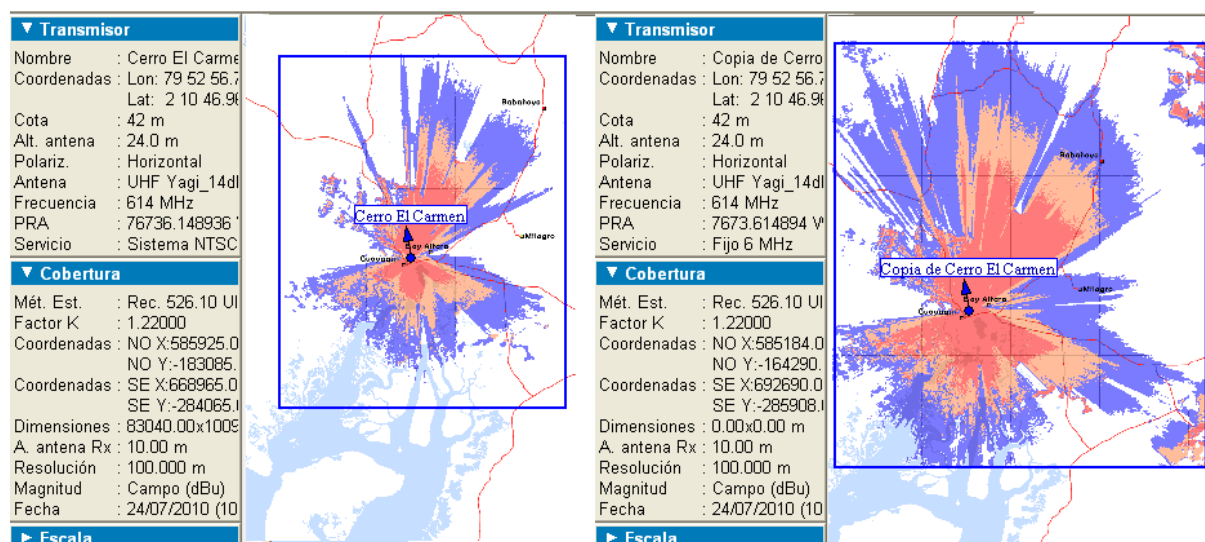 ▼ Transmisor
Nombre : Cerro El Carme
Coordenadas : Lon: 79 52 56.7
Lat: 2 10 46.96
Cota : 42 m
Alt. antena : 24.0 m
Polariz. : Horizontal
Antena : UHF Yagi_14dl
Frecuencia : 614 MHz
PRA : 76736.148936
Servicio : Sistema NTSC
▼ Cobertura
Mét. Est. : Rec. 526.10 UI
Factor K : 1.22000
Coordenadas : NO X:585925.0
NO Y:-183085.
Coordenadas : SE X:668965.0
SE Y:-284065.
Dimensiones : 83040.00x1009
A. antena Rx : 10.00 m
Resolución : 100.000 m
Magnitud : Campo (dBu)
Fecha : 24/07/2010 (10
► Escala
Babahoyo
Cerro El Carmen
Eloy Alfaro
Guayaquil
Milagro
▼ Transmisor
Nombre : Copia de Cerro
Coordenadas : Lon: 79 52 56.7
Lat: 2 10 46.96
Cota : 42 m
Alt. antena : 24.0 m
Polariz. : Horizontal
Antena : UHF Yagi_14dl
Frecuencia : 614 MHz
PRA : 7673.614894 V
Servicio : Fijo 6 MHz
▼ Cobertura
Mét. Est. : Rec. 526.10 UI
Factor K : 1.22000
Coordenadas : NO X:585184.0
NO Y:-164290.
Coordenadas : SE X:692690.0
SE Y:-285908.
Dimensiones : 0.00x0.00 m
A. antena Rx : 10.00 m
Resolución : 100.000 m
Magnitud : Campo (dBu)
Fecha : 24/07/2010 (10
► Escala
Babahoyo
Copia de Cerro El Carmen
Milagro
Eloy Alfaro
Guayaquil